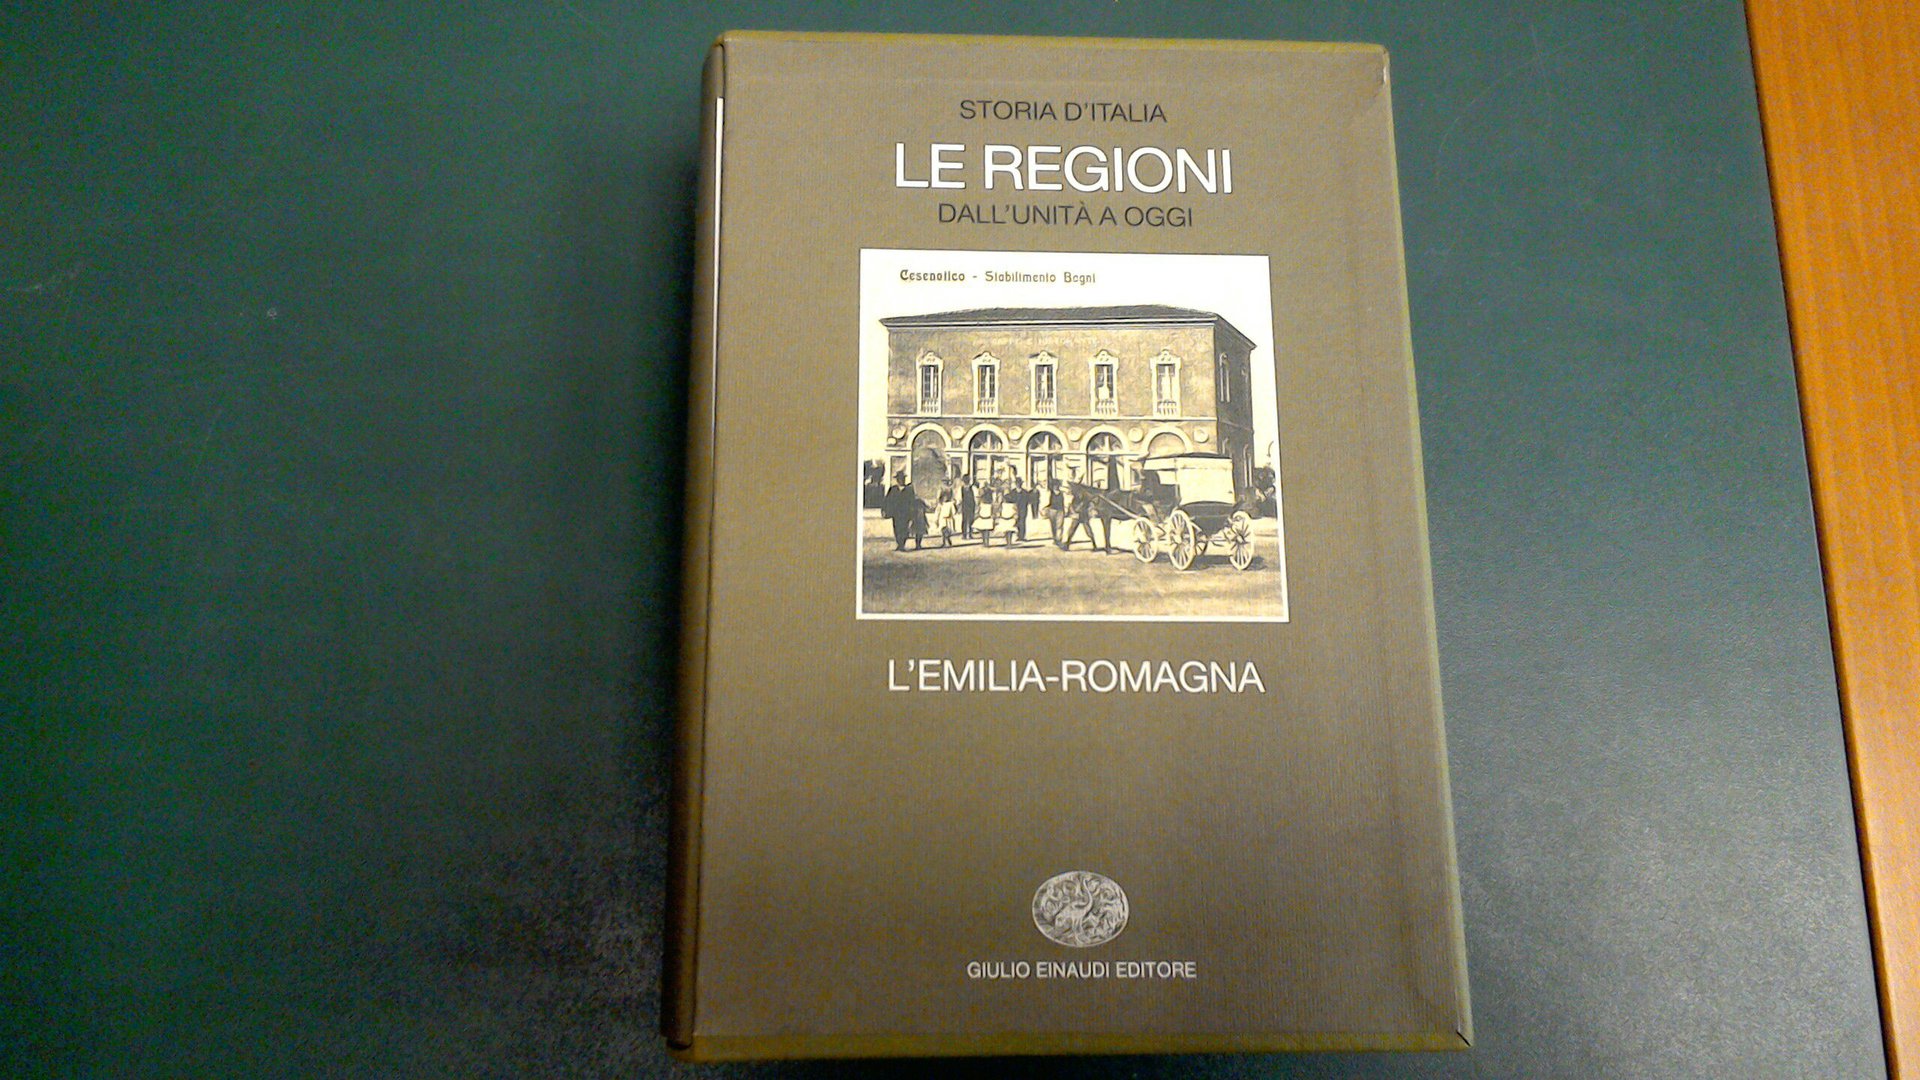 STORIA D'ITALIA
LE REGIONI
DALL'UNITÀ A OGGI
Cesenatico - Stabilimento Bagni
L'EMILIA-ROMAGNA
GIULIO EINAUDI EDITORE